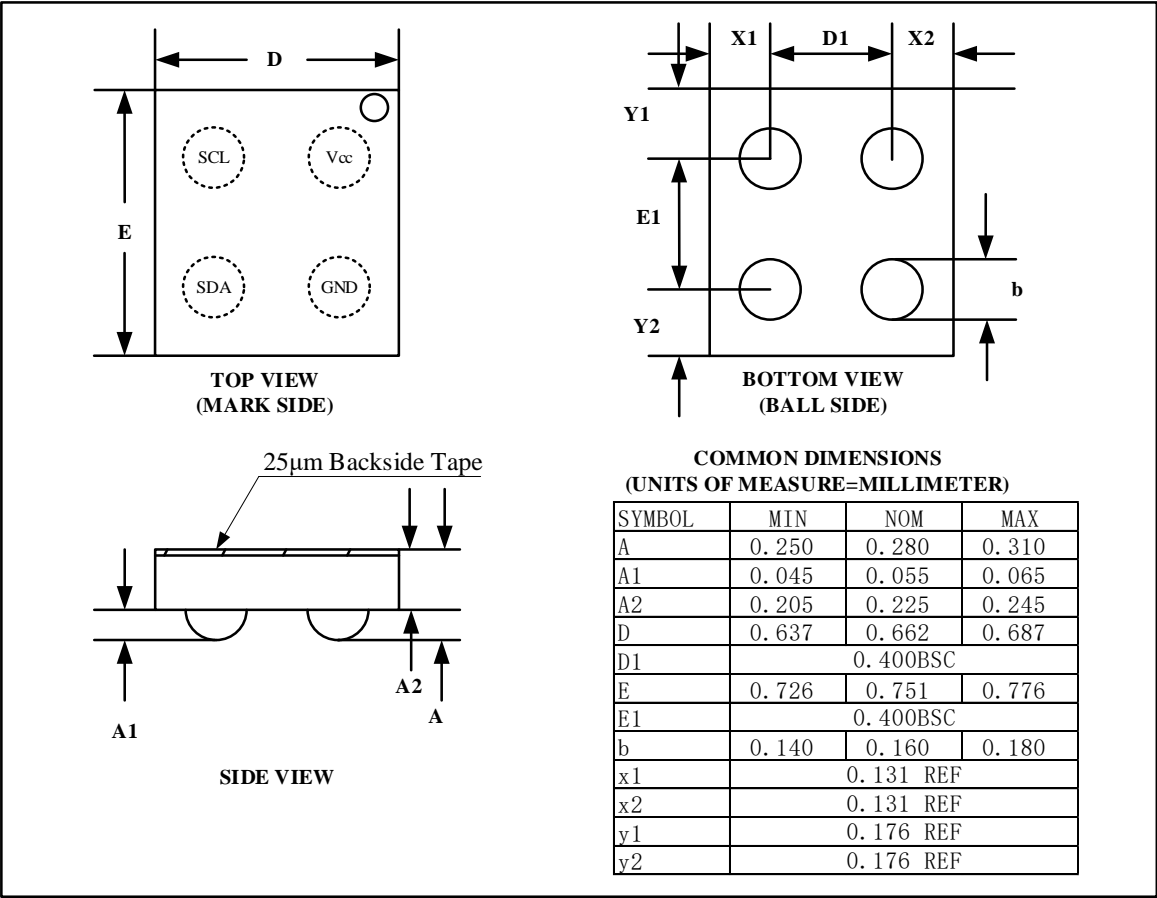 D
E
SCL
Vcc
SDA
GND
TOP VIEW
(MARK SIDE)
X1
D1
X2
Y1
E1
Y2
b
BOTTOM VIEW
(BALL SIDE)
25μm Backside Tape
A1
A2
A
SIDE VIEW
COMMON DIMENSIONS
(UNITS OF MEASURE=MILLIMETER)
SYMBOL MIN NOM MAX
A 0.250 0.280 0.310
A1 0.045 0.055 0.065
A2 0.205 0.225 0.245
D 0.637 0.662 0.687
D1 0.400BSC
E 0.726 0.751 0.776
E1 0.400BSC
b 0.140 0.160 0.180
x1 0.131 REF
x2 0.131 REF
y1 0.176 REF
y2 0.176 REF